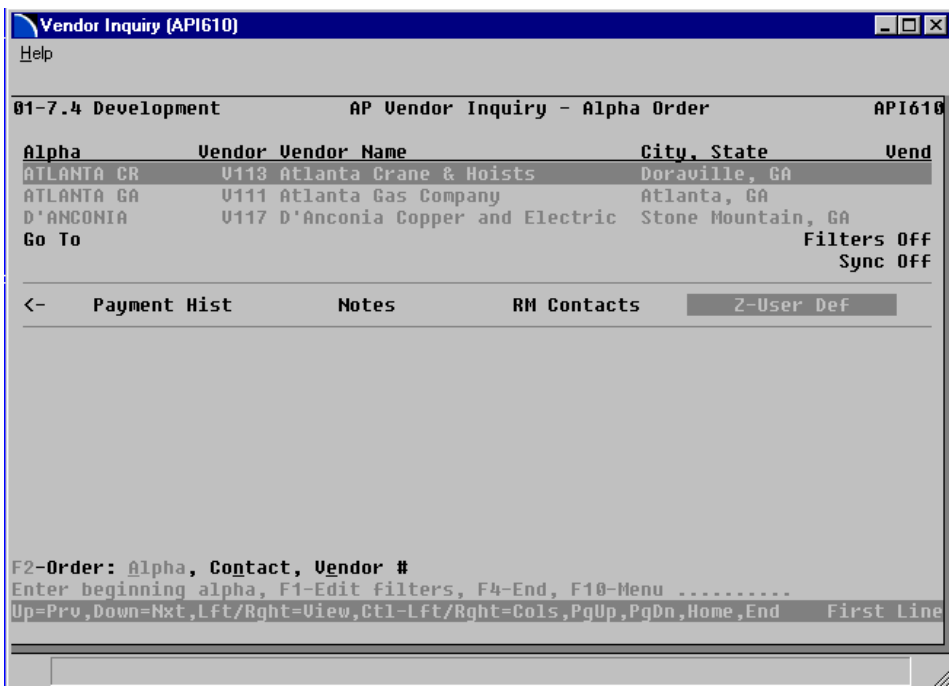 Vendor Inquiry (API610)
Help
01-7.4 Development AP Vendor Inquiry - Alpha Order API610
Alpha Vendor Vendor Name City, State Vend
ATLANTA CR V113 Atlanta Crane & Hoists Doraville, GA
ATLANTA GA V111 Atlanta Gas Company Atlanta, GA
D'ANCONIA V117 D'Anconia Copper and Electric Stone Mountain, GA
Go To Filters Off
Sync Off
<- Payment Hist Notes RM Contacts Z-User Def
F2-Order: Alpha, Contact, Vendor #
Enter beginning alpha, F1-Edit filters, F4-End, F10-Menu ..........
Up=Prv,Down=Nxt,Lft/Rght=View,Ctl-Lft/Rght=Cols,PgUp,PgDn,Home,End First Line